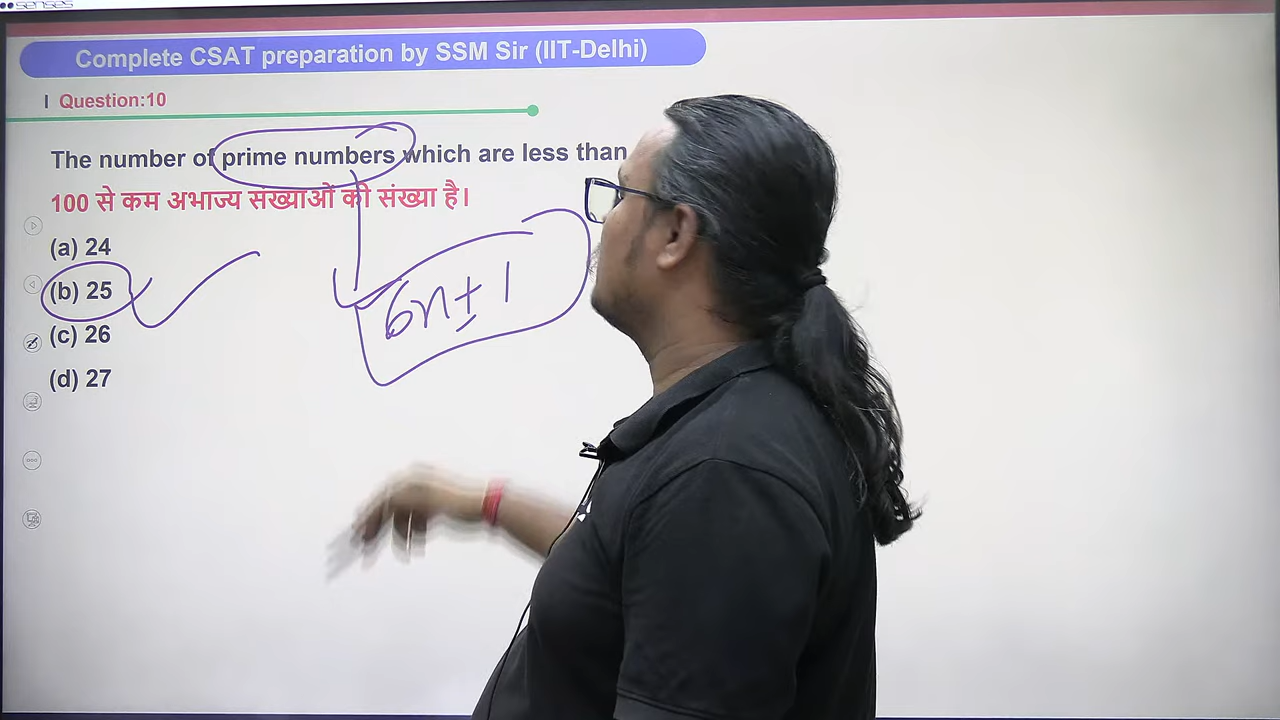 senses
Complete CSAT preparation by SSM Sir (IIT-Delhi)
Question:10
The number of prime numbers which are less than
100 से कम अभाज्य संख्याओं की संख्या है।
(a) 24
(b) 25
(c) 26
(d) 27
6n±1